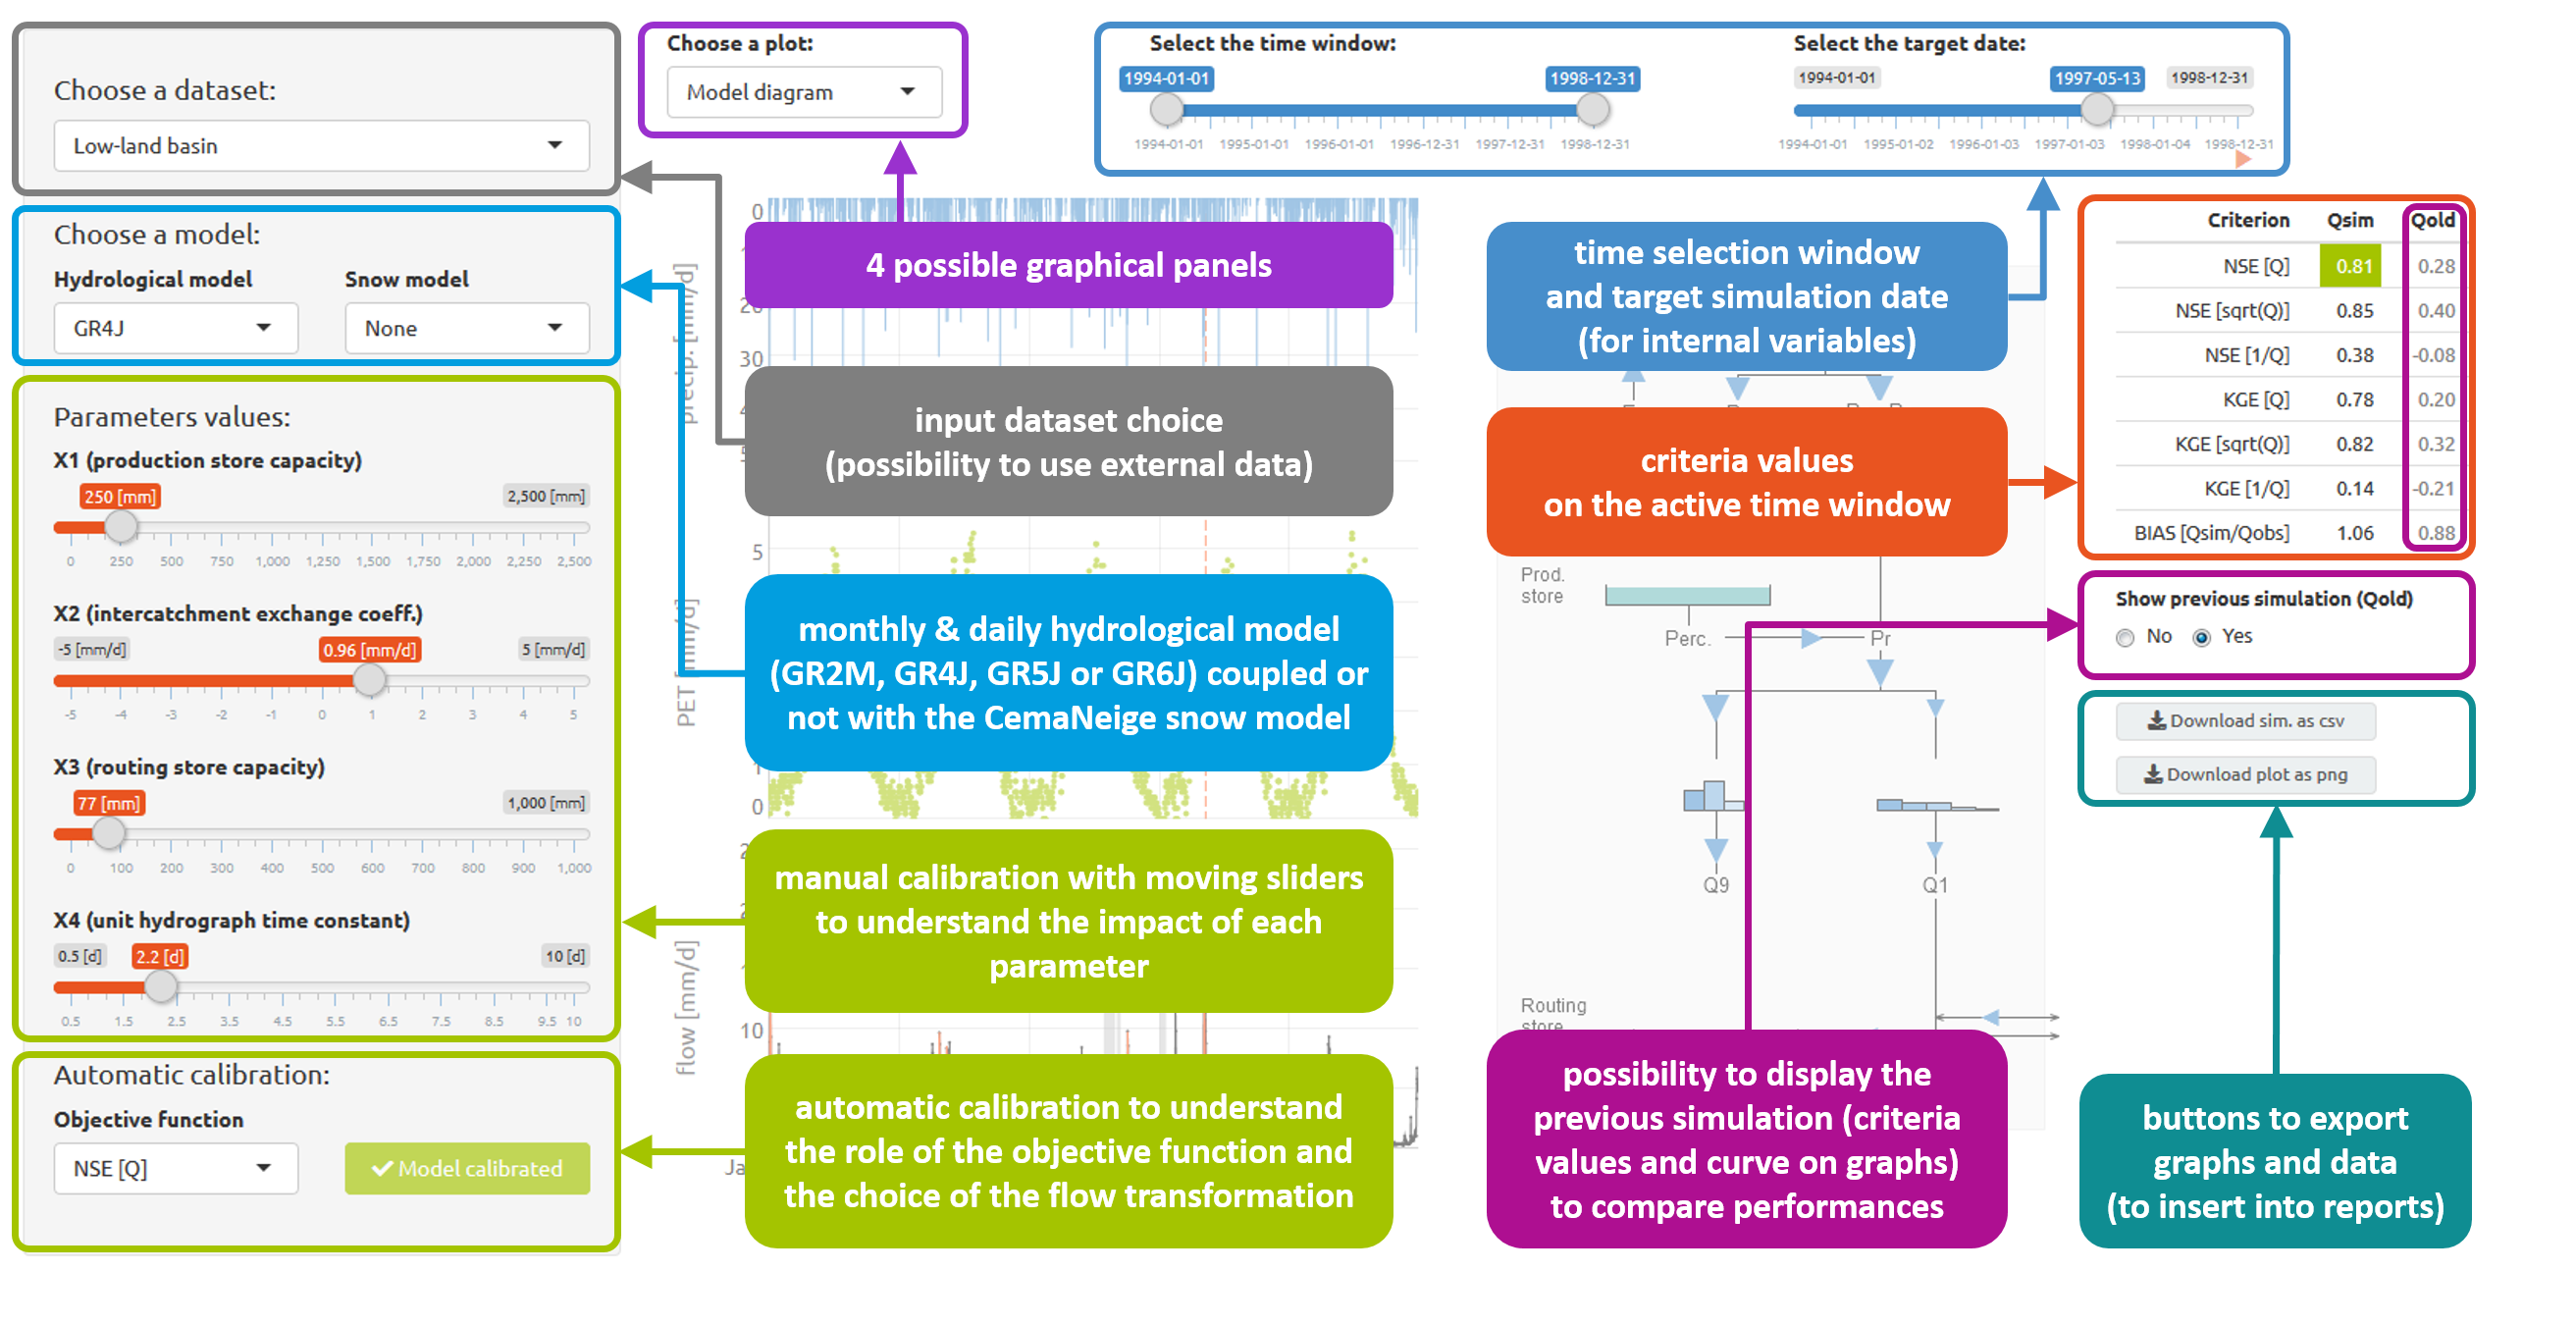 Choose a dataset:
Low-land basin
Choose a model:
Hydrological model
Snow model
GR4J
None
Parameters values:
X1 (production store capacity)
250 [mm]
2,500 [mm]
0 250 500 750 1,000 1,250 1,500 1,750 2,000 2,250 2,500
X2 (intercatchment exchange coeff.)
-5 [mm/d]
0.96 [mm/d]
5 [mm/d]
-5 -4 -3 -2 -1 0 1 2 3 4 5
X3 (routing store capacity)
77 [mm]
1,000 [mm]
0 100 200 300 400 500 600 700 800 900 1,000
X4 (unit hydrograph time constant)
0.5 [d]
2.2 [d]
10 [d]
0.5 1.5 2.5 3.5 4.5 5.5 6.5 7.5 8.5 9.5 10
Automatic calibration:
Objective function
NSE [Q]
Model calibrated
Choose a plot:
Model diagram
Select the time window:
1994-01-01
1998-12-31
1994-01-01 1995-01-01 1996-01-01 1996-12-31 1997-12-31 1998-12-31
Select the target date:
1994-01-01
1997-05-13
1998-12-31
1994-01-01 1995-01-02 1996-01-03 1997-01-03 1998-01-04 1998-12-31
0
4 possible graphical panels
20
30
precip. [mm/d]
input dataset choice
(possibility to use external data)
5
monthly & daily hydrological model
(GR2M, GR4J, GR5J or GR6J) coupled or
not with the CemaNeige snow model
PET [mm/d]
0
manual calibration with moving sliders
to understand the impact of each
parameter
flow [mm/d]
10
automatic calibration to understand
the role of the objective function and
the choice of the flow transformation
time selection window
and target simulation date
(for internal variables)
criteria values
on the active time window
Prod.
store
Perc.
Pr
Q9
Q1
Routing
store
possibility to display the
previous simulation (criteria
values and curve on graphs)
to compare performances
Criterion Qsim Qold
NSE [Q] 0.81 0.28
NSE [sqrt(Q)] 0.85 0.40
NSE [1/Q] 0.38 -0.08
KGE [Q] 0.78 0.20
KGE [sqrt(Q)] 0.82 0.32
KGE [1/Q] 0.14 -0.21
BIAS [Qsim/Qobs] 1.06 0.88
Show previous simulation (Qold)
No Yes
Download sim. as csv
Download plot as png
buttons to export
graphs and data
(to insert into reports)